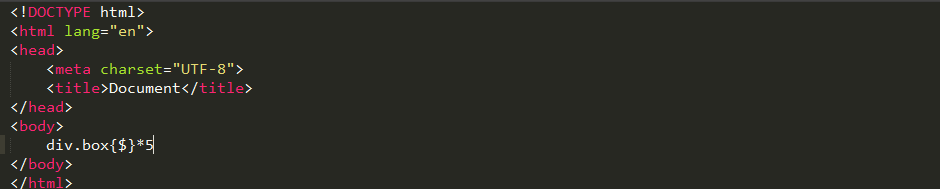 <!DOCTYPE html>
<html lang="en">
<head>
    <meta charset="UTF-8">
    <title>Document</title>
</head>
<body>
    div.box{$}*5
</body>
</html>